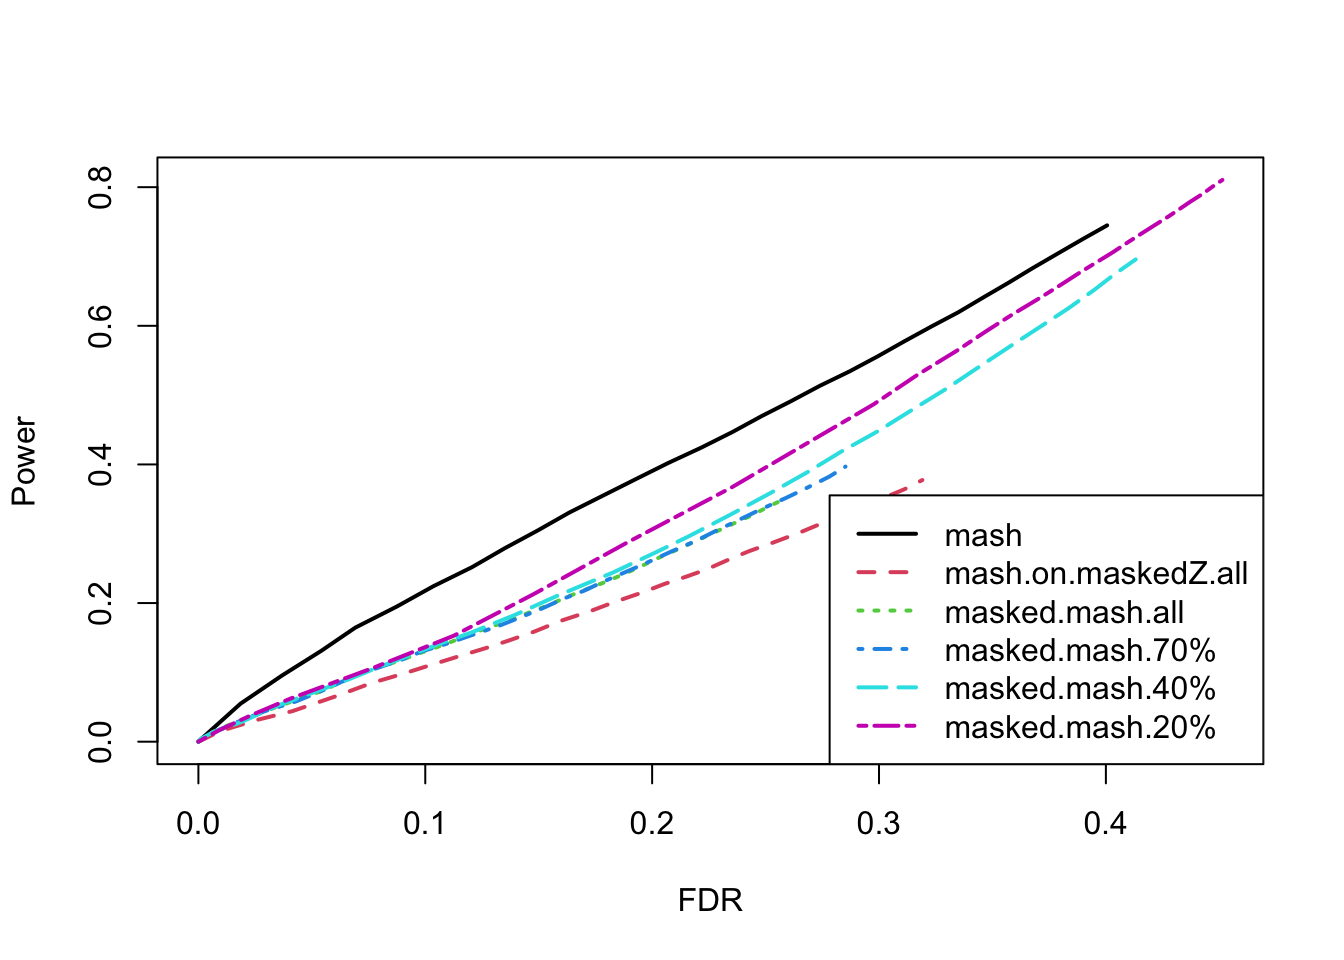 0.8
0.6
0.4
0.2
0.0
Power
mash
mash.on.maskedZ.all
masked.mash.all
masked.mash.70%
masked.mash.40%
masked.mash.20%
0.0 0.1 0.2 0.3 0.4
FDR